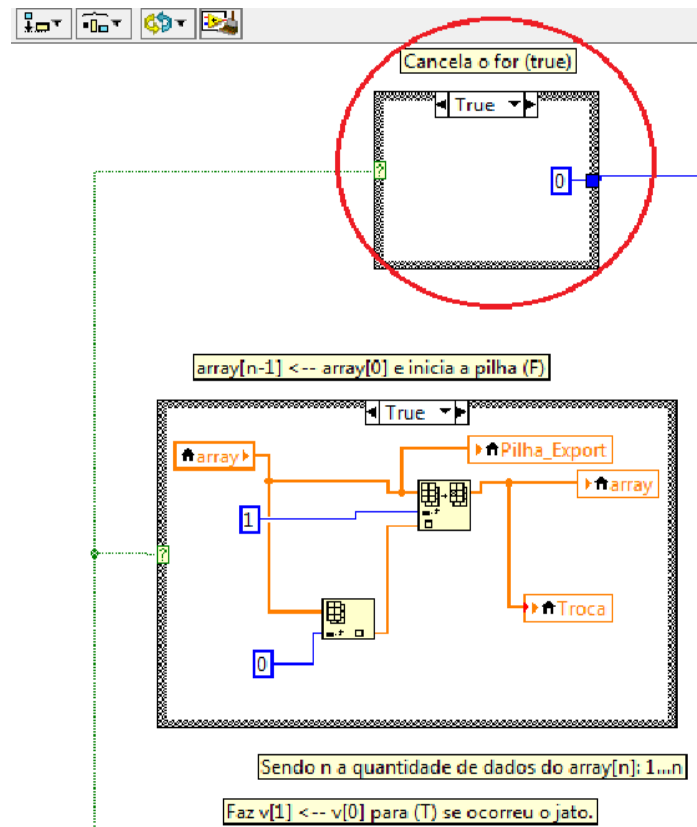 Cancela o for (true)
True
?
0
array[n-1] <-- array[0] e inicia a pilha (F)
True
array
Pilha_Export
array
1
?
Troca
0
Sendo n a quantidade de dados do array[n]: 1...n
Faz v[1] <-- v[0] para (T) se ocorreu o jato.